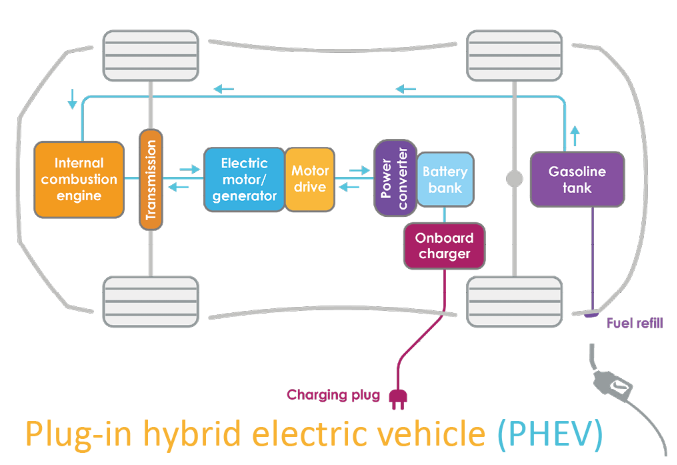 Internal
combustion
engine
Transmission
Electric
motor/
generator
Motor
drive
Power
converter
Battery
bank
Gasoline
tank
Onboard
charger
Fuel refill
Charging plug
Plug-in hybrid electric vehicle (PHEV)